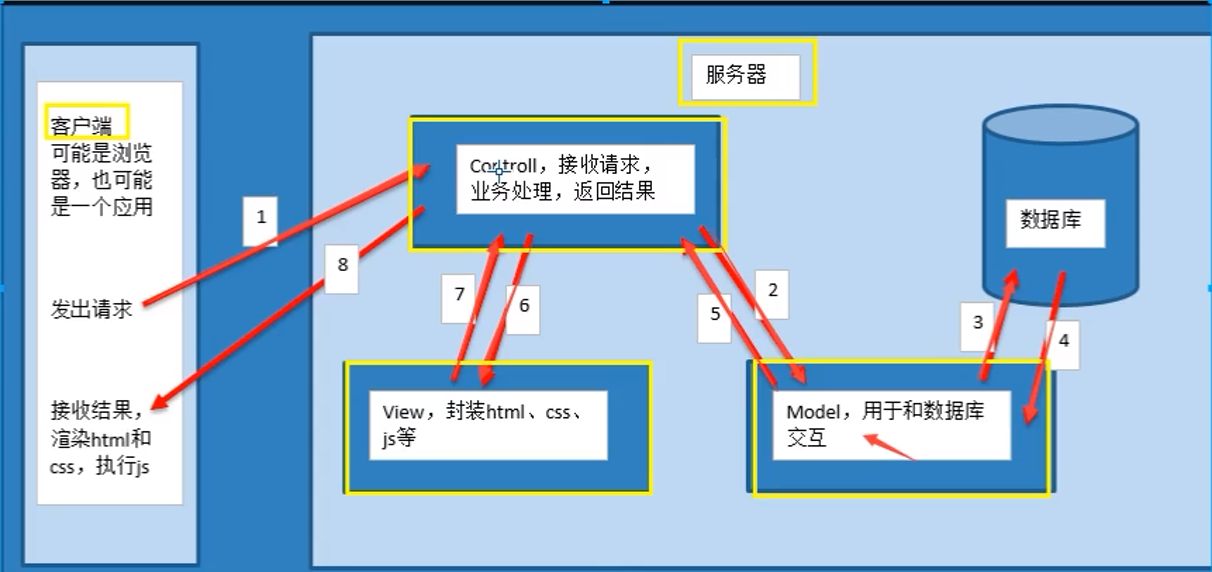 客户端
可能是浏览
器，也可能
是一个应用
发出请求
接收结果，
渲染html和
css，执行js
服务器
Controll，接收请求，
业务处理，返回结果
数据库
1
8
7
6
5
2
3
4
View，封装html、css、
js等
Model，用于和数据库
交互